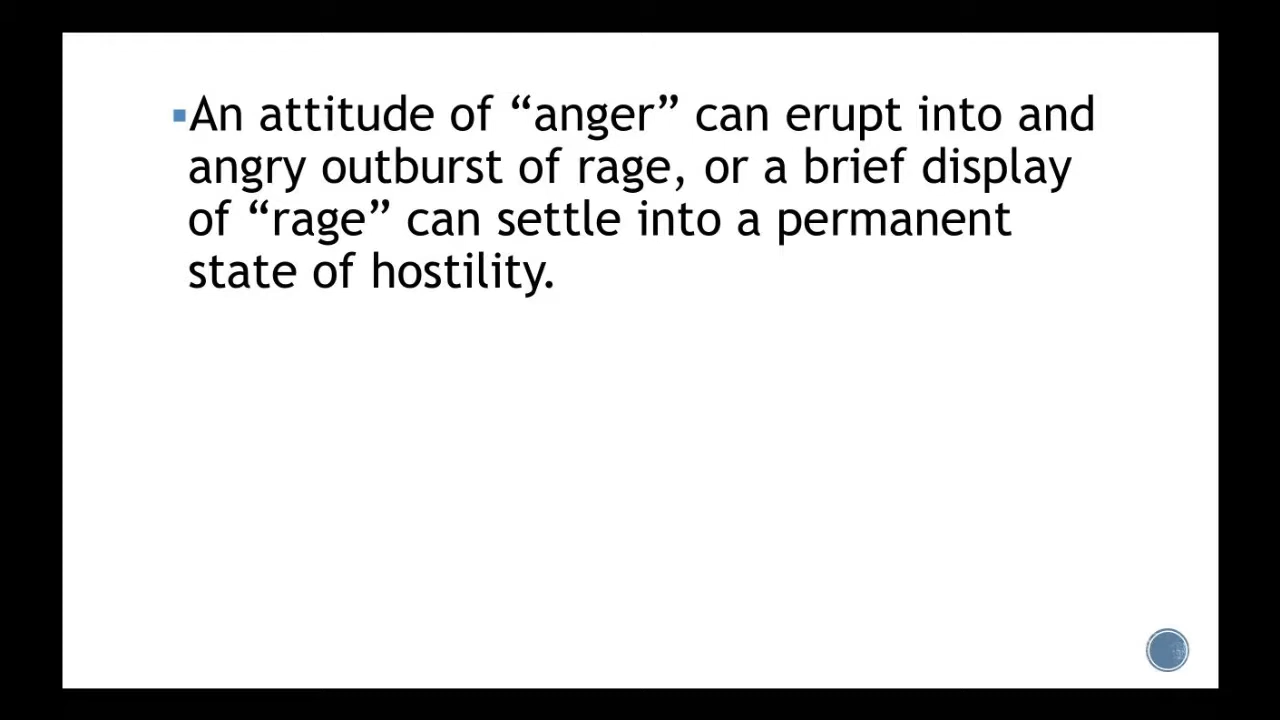 ▪An attitude of “anger” can erupt into and
angry outburst of rage, or a brief display
of “rage” can settle into a permanent
state of hostility.